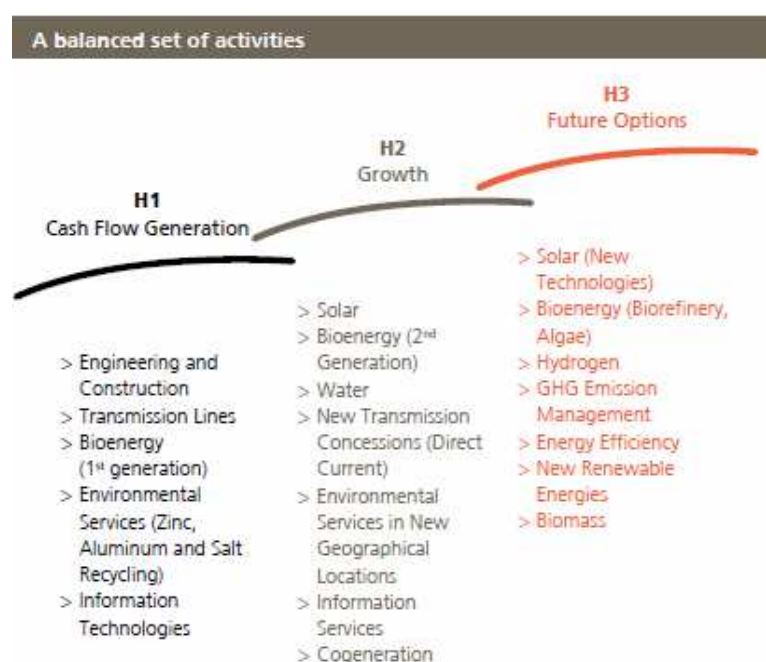 A balanced set of activities
H1
Cash Flow Generation
> Engineering and
Construction
> Transmission Lines
> Bioenergy
(1st generation)
> Environmental
Services (Zinc,
Aluminum and Salt
Recycling)
> Information
Technologies
H2
Growth
> Solar
> Bioenergy (2nd
Generation)
> Water
> New Transmission
Concessions (Direct
Current)
> Environmental
Services in New
Geographical
Locations
> Information
Services
> Cogeneration
H3
Future Options
> Solar (New
Technologies)
> Bioenergy (Biorefinery,
Algae)
> Hydrogen
> GHG Emission
Management
> Energy Efficiency
> New Renewable
Energies
> Biomass